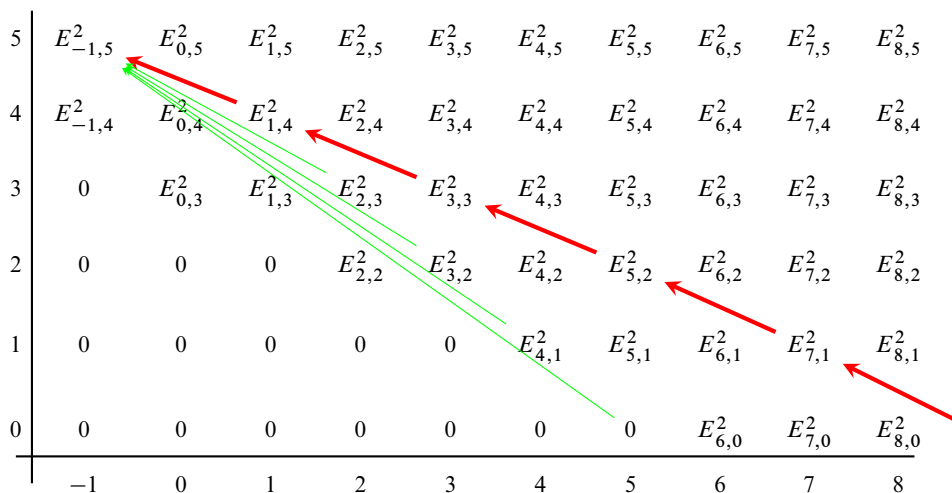 5 $E^2_{-1,5}$ $E^2_{0,5}$ $E^2_{1,5}$ $E^2_{2,5}$ $E^2_{3,5}$ $E^2_{4,5}$ $E^2_{5,5}$ $E^2_{6,5}$ $E^2_{7,5}$ $E^2_{8,5}$
4 $E^2_{-1,4}$ $E^2_{0,4}$ $E^2_{1,4}$ $E^2_{2,4}$ $E^2_{3,4}$ $E^2_{4,4}$ $E^2_{5,4}$ $E^2_{6,4}$ $E^2_{7,4}$ $E^2_{8,4}$
3 0 $E^2_{0,3}$ $E^2_{1,3}$ $E^2_{2,3}$ $E^2_{3,3}$ $E^2_{4,3}$ $E^2_{5,3}$ $E^2_{6,3}$ $E^2_{7,3}$ $E^2_{8,3}$
2 0 0 0 $E^2_{2,2}$ $E^2_{3,2}$ $E^2_{4,2}$ $E^2_{5,2}$ $E^2_{6,2}$ $E^2_{7,2}$ $E^2_{8,2}$
1 0 0 0 0 0 $E^2_{4,1}$ $E^2_{5,1}$ $E^2_{6,1}$ $E^2_{7,1}$ $E^2_{8,1}$
0 0 0 0 0 0 0 0 $E^2_{6,0}$ $E^2_{7,0}$ $E^2_{8,0}$
−1 0 1 2 3 4 5 6 7 8